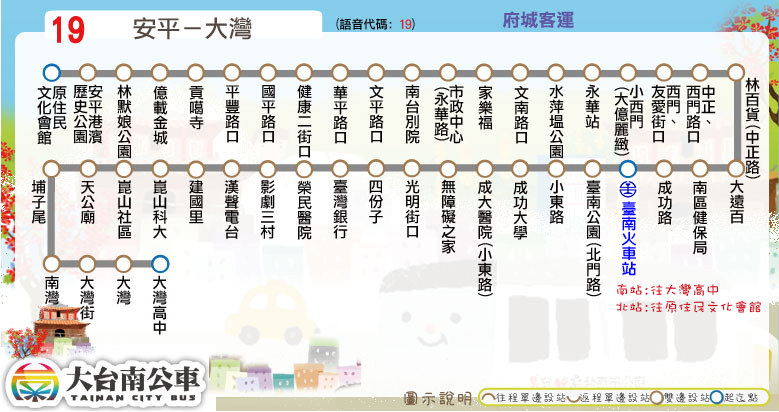 19
安平－大灣
(語音代碼: 19)
府城客運
原住民文化會館
安平港濱歷史公園
林默娘公園
億載金城
貢噶寺
平豐路口
國平路口
健康二街口
華平路口
文平路口
南台別院
市政中心(永華路)
家樂福
文南路口
水萍塭公園
永華站
小西門(大億麗緻)
西門、友愛街口
中正、西門路口
林百貨(中正路)
大遠百
南區健保局
成功路
臺南火車站
臺南公園(北門路)
小東路
成功大學
成大醫院(小東路)
無障礙之家
光明街口
四份子
臺灣銀行
榮民醫院
影劇三村
漢聲電台
建國里
崑山科大
崑山社區
天公廟
埔子尾
南灣
大灣街
大灣
大灣高中
南站:往大灣高中
北站:往原住民文化會館
大台南公車
TAINAN CITY BUS
圖示說明
往程單邊設站
返程單邊設站
雙邊設站
起迄點